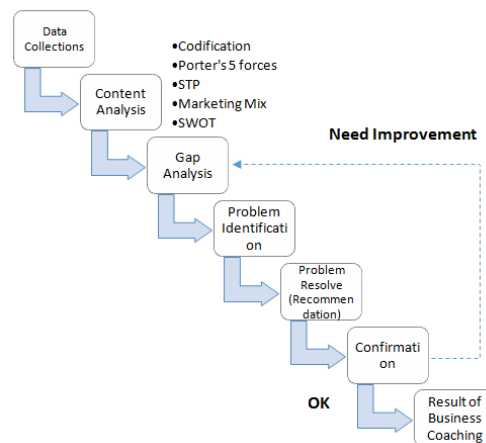 Data
Collections
•Codification
•Porter's 5 forces
•STP
•Marketing Mix
•SWOT
Content
Analysis
Need Improvement
Gap
Analysis
Problem
Identificati
on
Problem
Resolve
(Recommen
dation)
Confirmati
on
OK
Result of
Business
Coaching